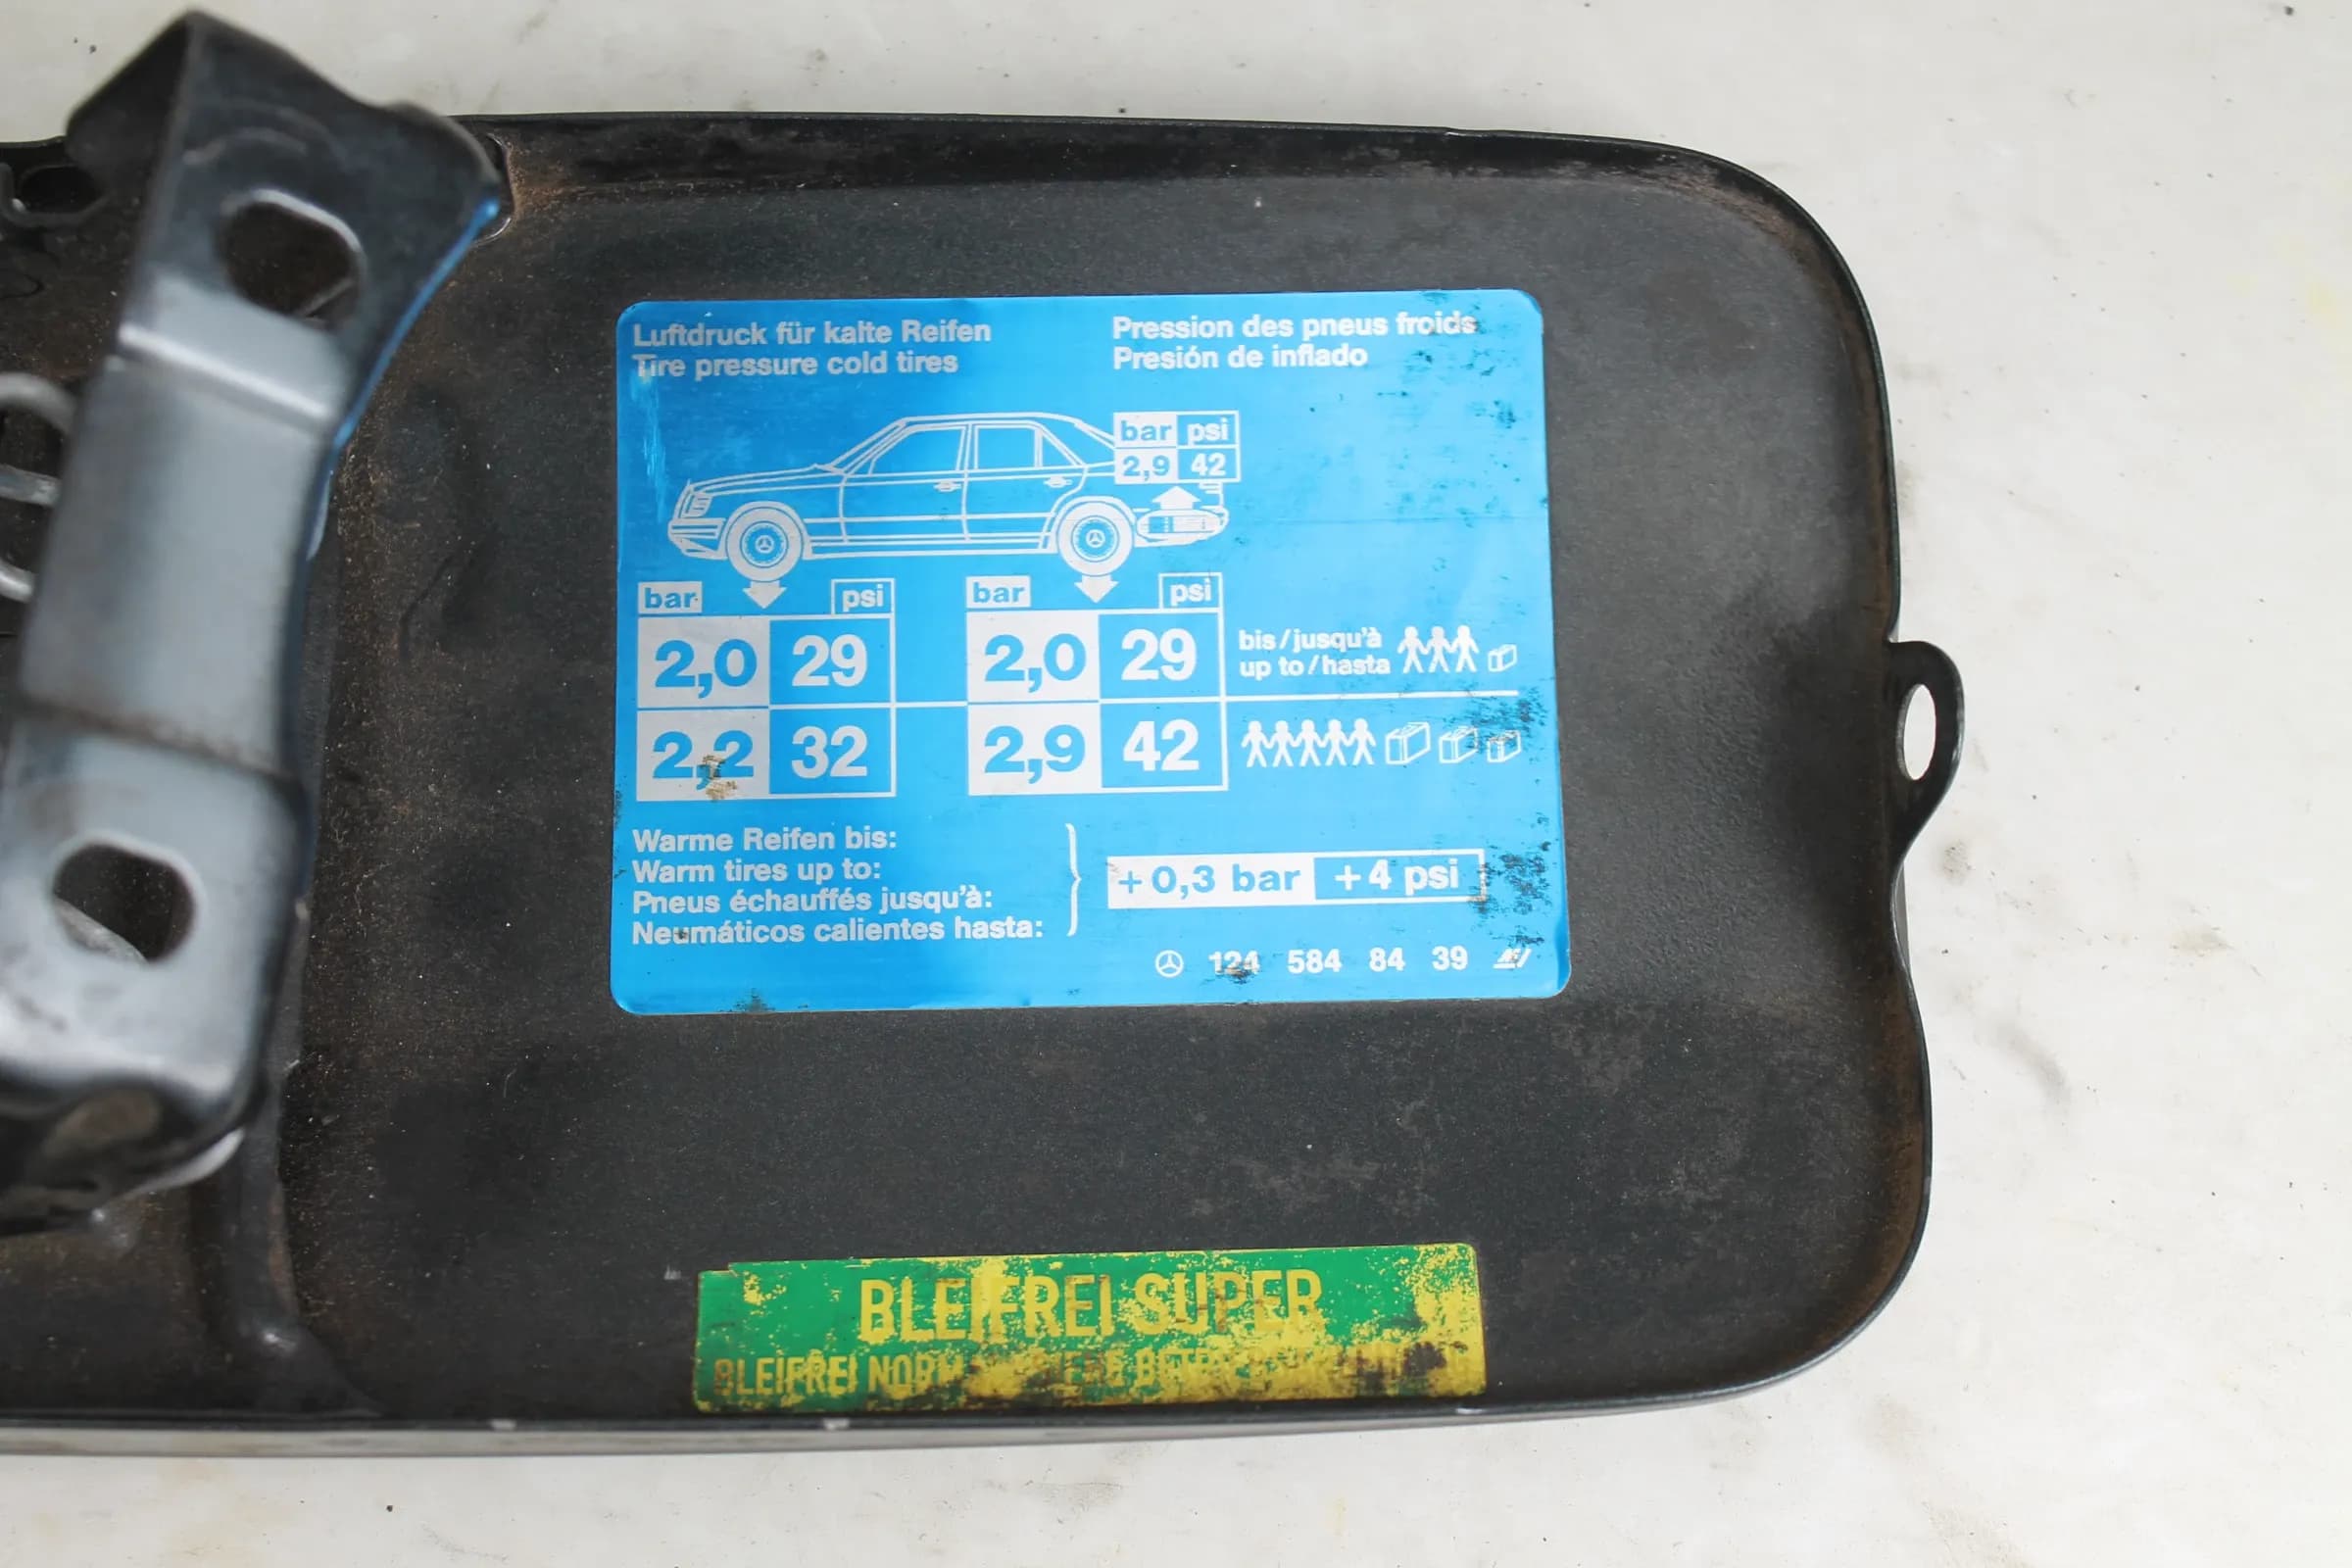 Luftdruck für kalte Reifen
Tire pressure cold tires
Pression des pneus froids
Presión de inflado
bar psi
2,9 42
bar psi bar psi
2,0 29 2,0 29
bis/jusqu'à
up to/hasta
2,2 32 2,9 42
Warme Reifen bis:
Warm tires up to:
Pneus échauffés jusqu'à:
Neumáticos calientes hasta:
+0,3 bar +4 psi
124 584 84 39
BLEIFREI SUPER
BLEIFREI